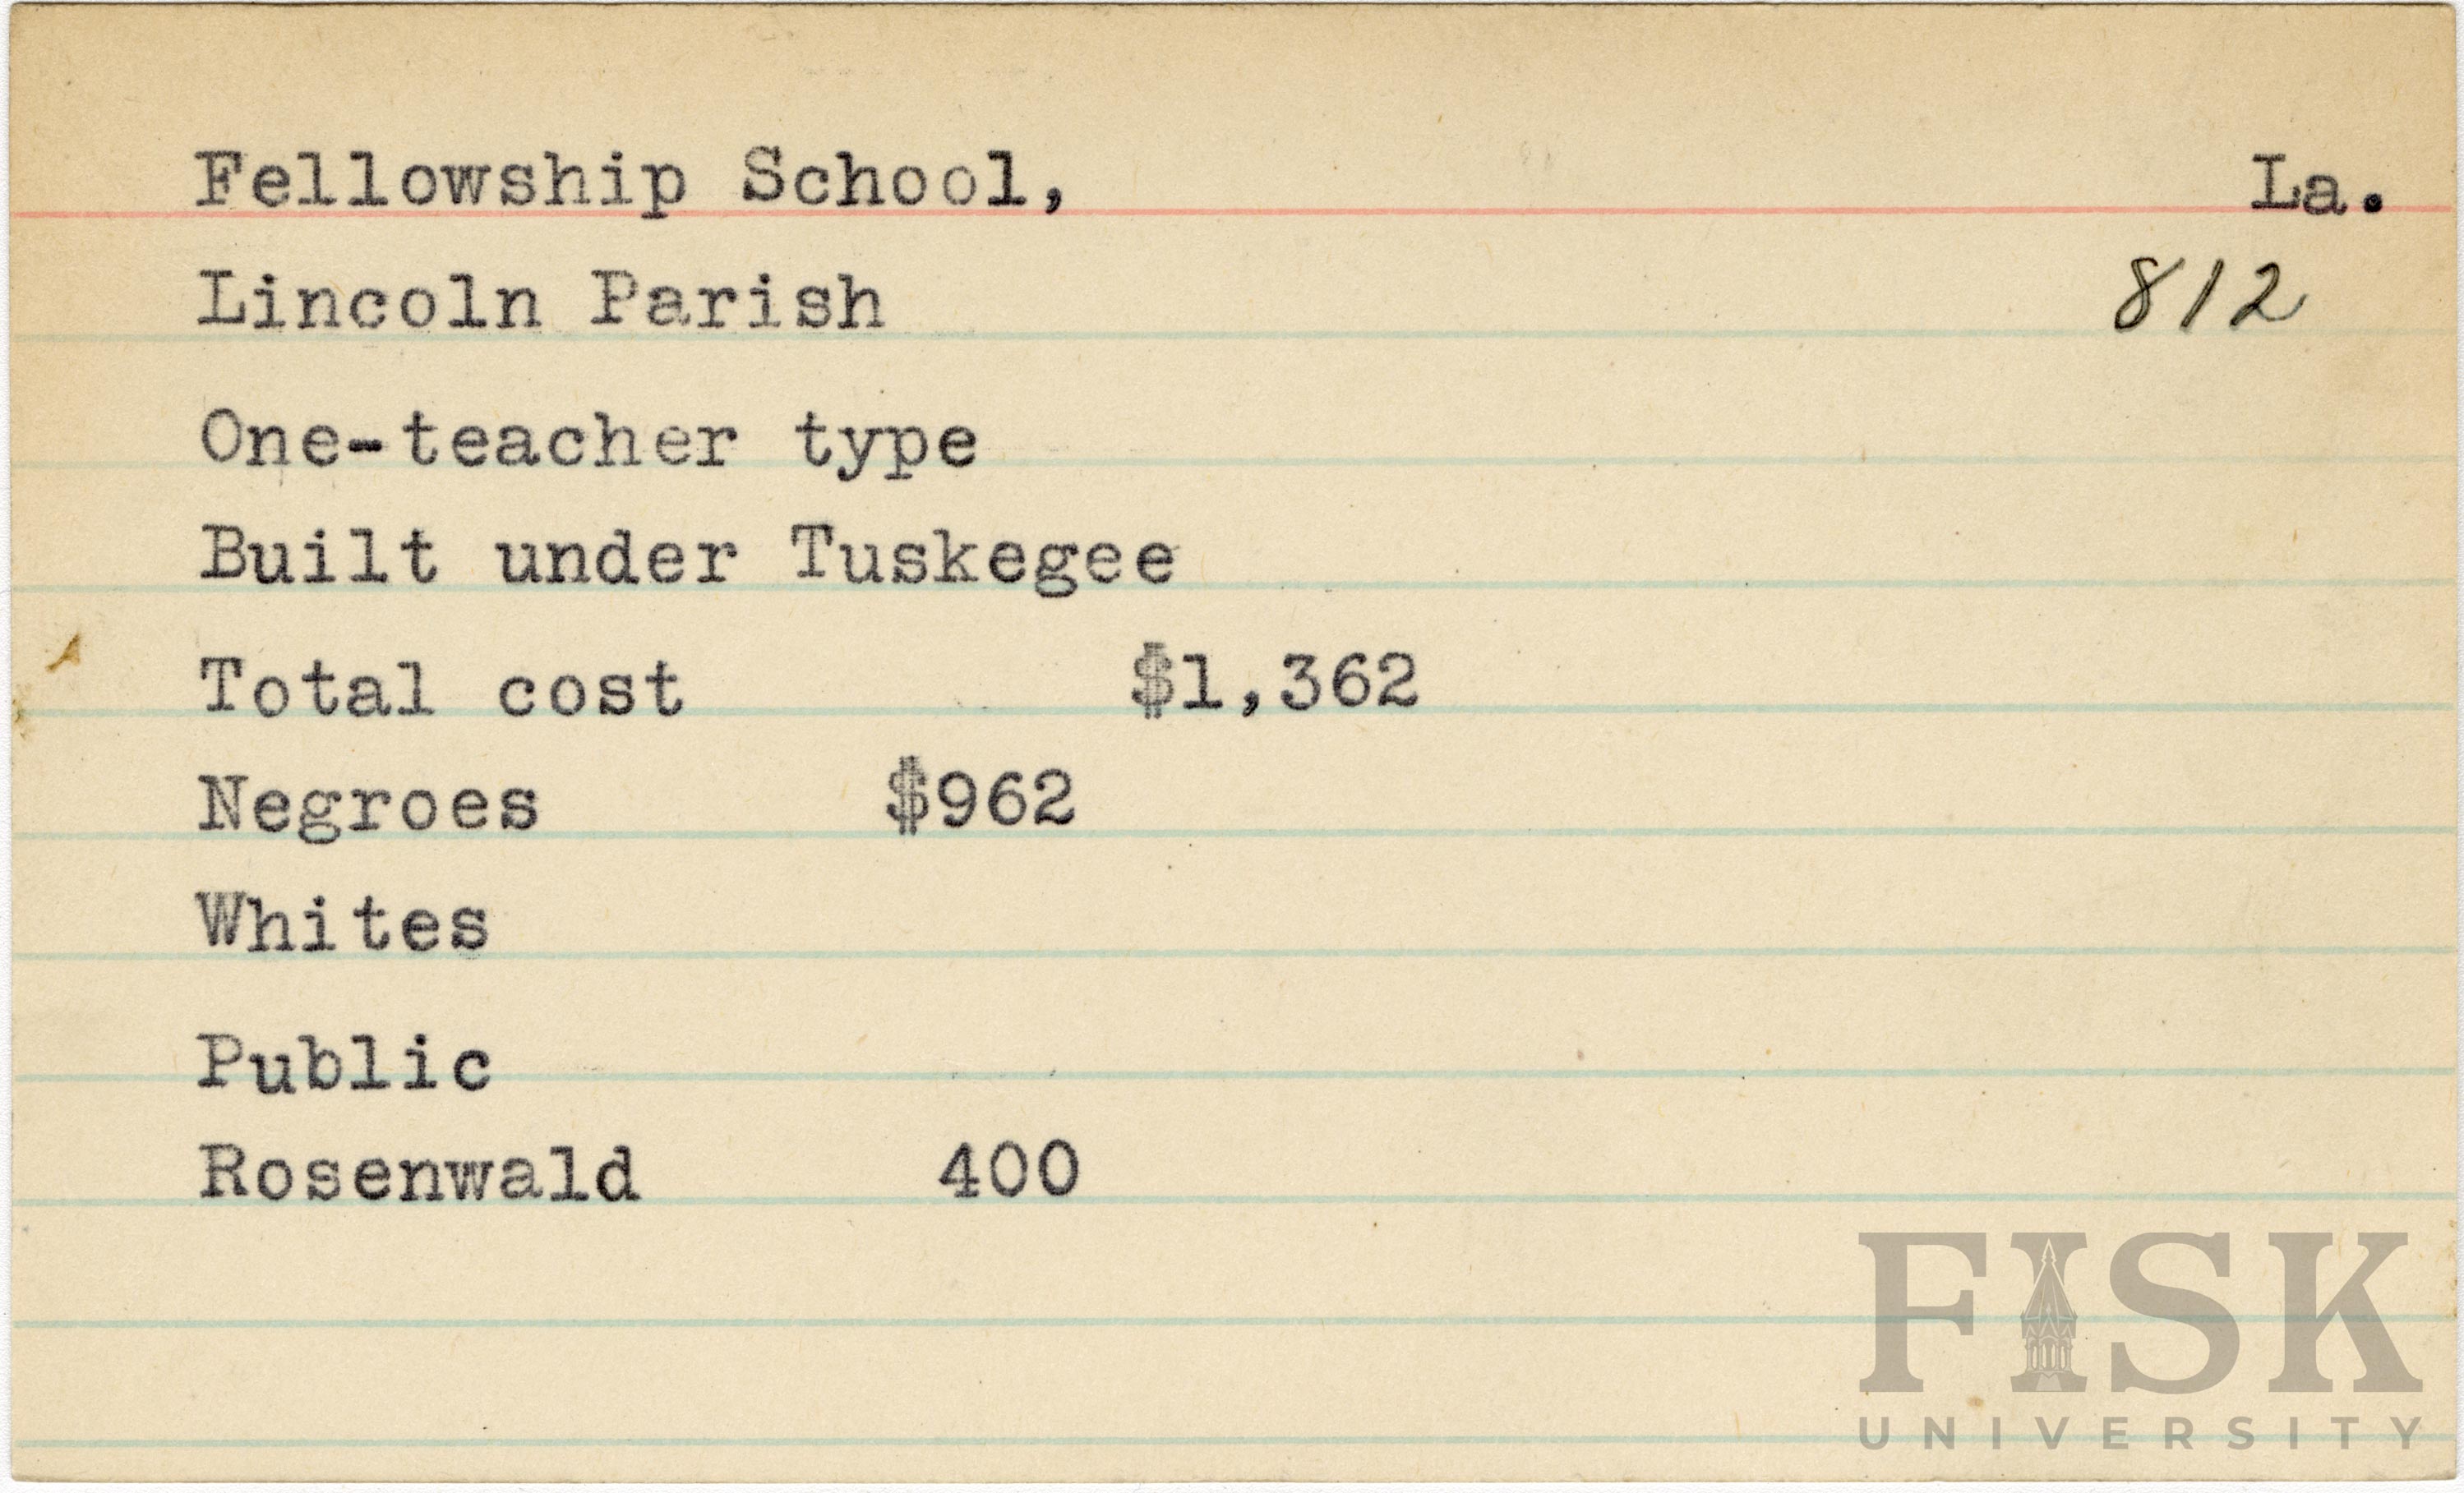 Fellowship School, La.
Lincoln Parish 812
One-teacher type
Built under Tuskegee
Total cost $1,362
Negroes $962
Whites
Public
Rosenwald 400
FISK
UNIVERSITY